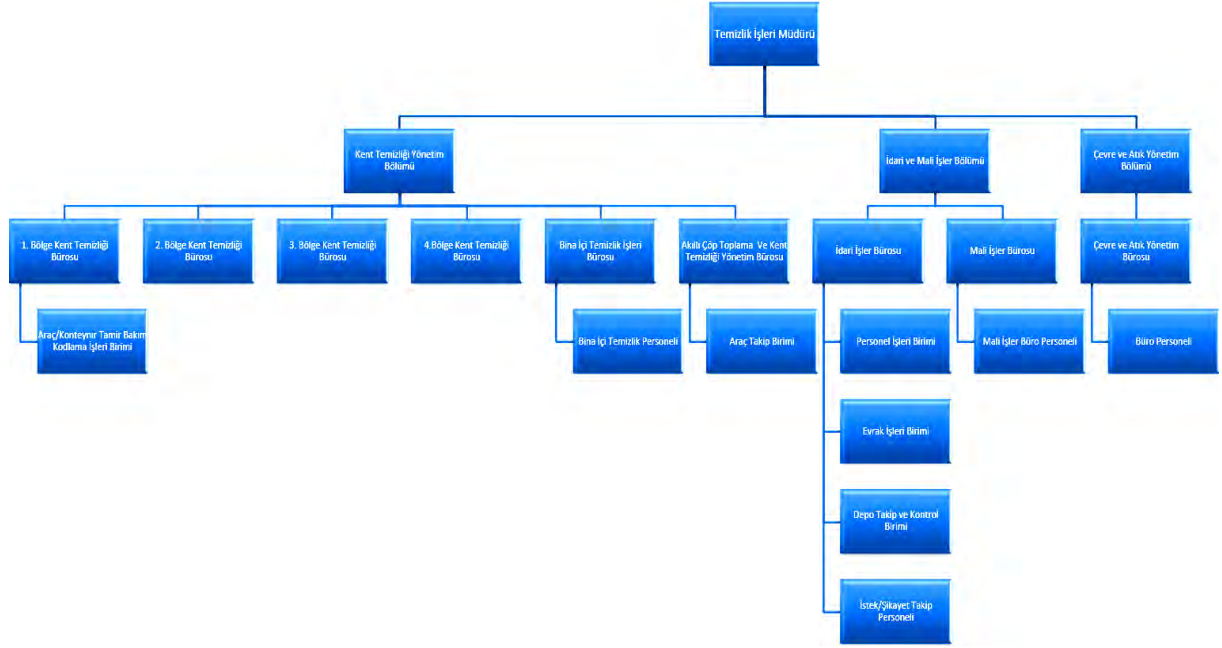 Temizlik İşleri Müdürü
Kent Temizliği Yönetim
Bölümü
İdari ve Mali İşler Bölümü
Çevre ve Atık Yönetim
Bölümü
1. Bölge Kent Temizliği
Bürosu
2. Bölge Kent Temizliği
Bürosu
3. Bölge Kent Temizliği
Bürosu
4.Bölge Kent Temizliği
Bürosu
Bina İçi Temizlik İşleri
Bürosu
Akıllı Çöp Toplama Ve Kent
Temizliği Yönetim Bürosu
İdari İşler Bürosu
Mali İşler Bürosu
Çevre ve Atık Yönetim
Bürosu
Araç/Konteynır Tamir Bakım
Kodlama İşleri Birimi
Bina İçi Temizlik Personeli
Araç Takip Birimi
Personel İşleri Birimi
Mali İşler Büro Personeli
Büro Personeli
Evrak İşleri Birimi
Depo Takip ve Kontrol
Birimi
İstek/Şikayet Takip
Personeli